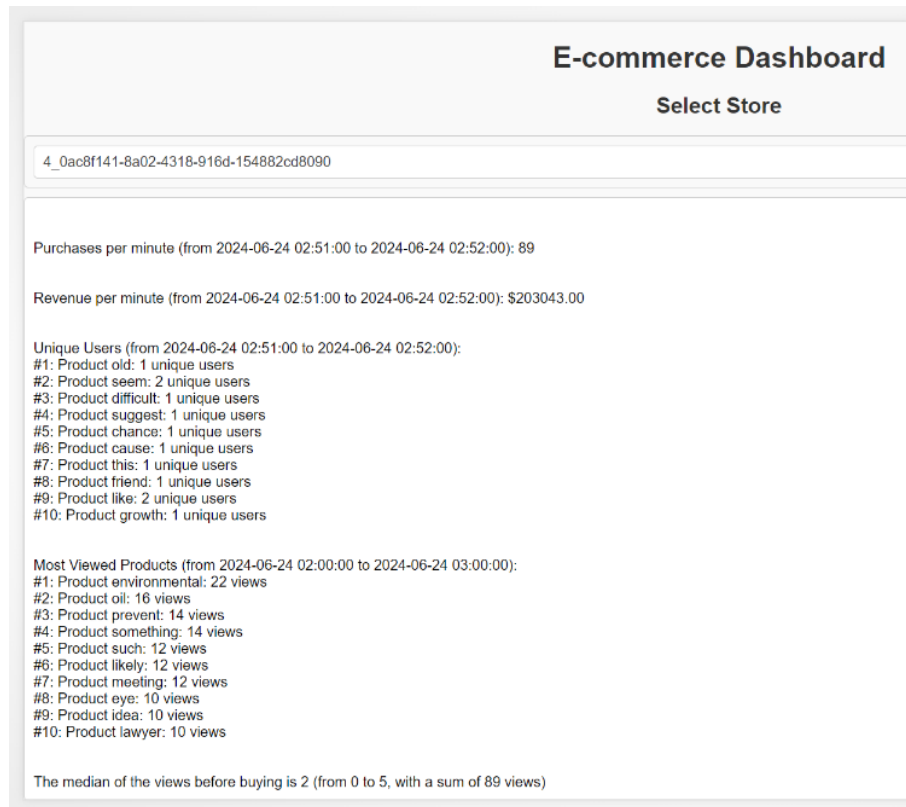 E-commerce Dashboard
Select Store
4_0ac8f141-8a02-4318-916d-154882cd8090
Purchases per minute (from 2024-06-24 02:51:00 to 2024-06-24 02:52:00): 89
Revenue per minute (from 2024-06-24 02:51:00 to 2024-06-24 02:52:00): $203043.00
Unique Users (from 2024-06-24 02:51:00 to 2024-06-24 02:52:00):
#1: Product old: 1 unique users
#2: Product seem: 2 unique users
#3: Product difficult: 1 unique users
#4: Product suggest: 1 unique users
#5: Product chance: 1 unique users
#6: Product cause: 1 unique users
#7: Product this: 1 unique users
#8: Product friend: 1 unique users
#9: Product like: 2 unique users
#10: Product growth: 1 unique users
Most Viewed Products (from 2024-06-24 02:00:00 to 2024-06-24 03:00:00):
#1: Product environmental: 22 views
#2: Product oil: 16 views
#3: Product prevent: 14 views
#4: Product something: 14 views
#5: Product such: 12 views
#6: Product likely: 12 views
#7: Product meeting: 12 views
#8: Product eye: 10 views
#9: Product idea: 10 views
#10: Product lawyer: 10 views
The median of the views before buying is 2 (from 0 to 5, with a sum of 89 views)